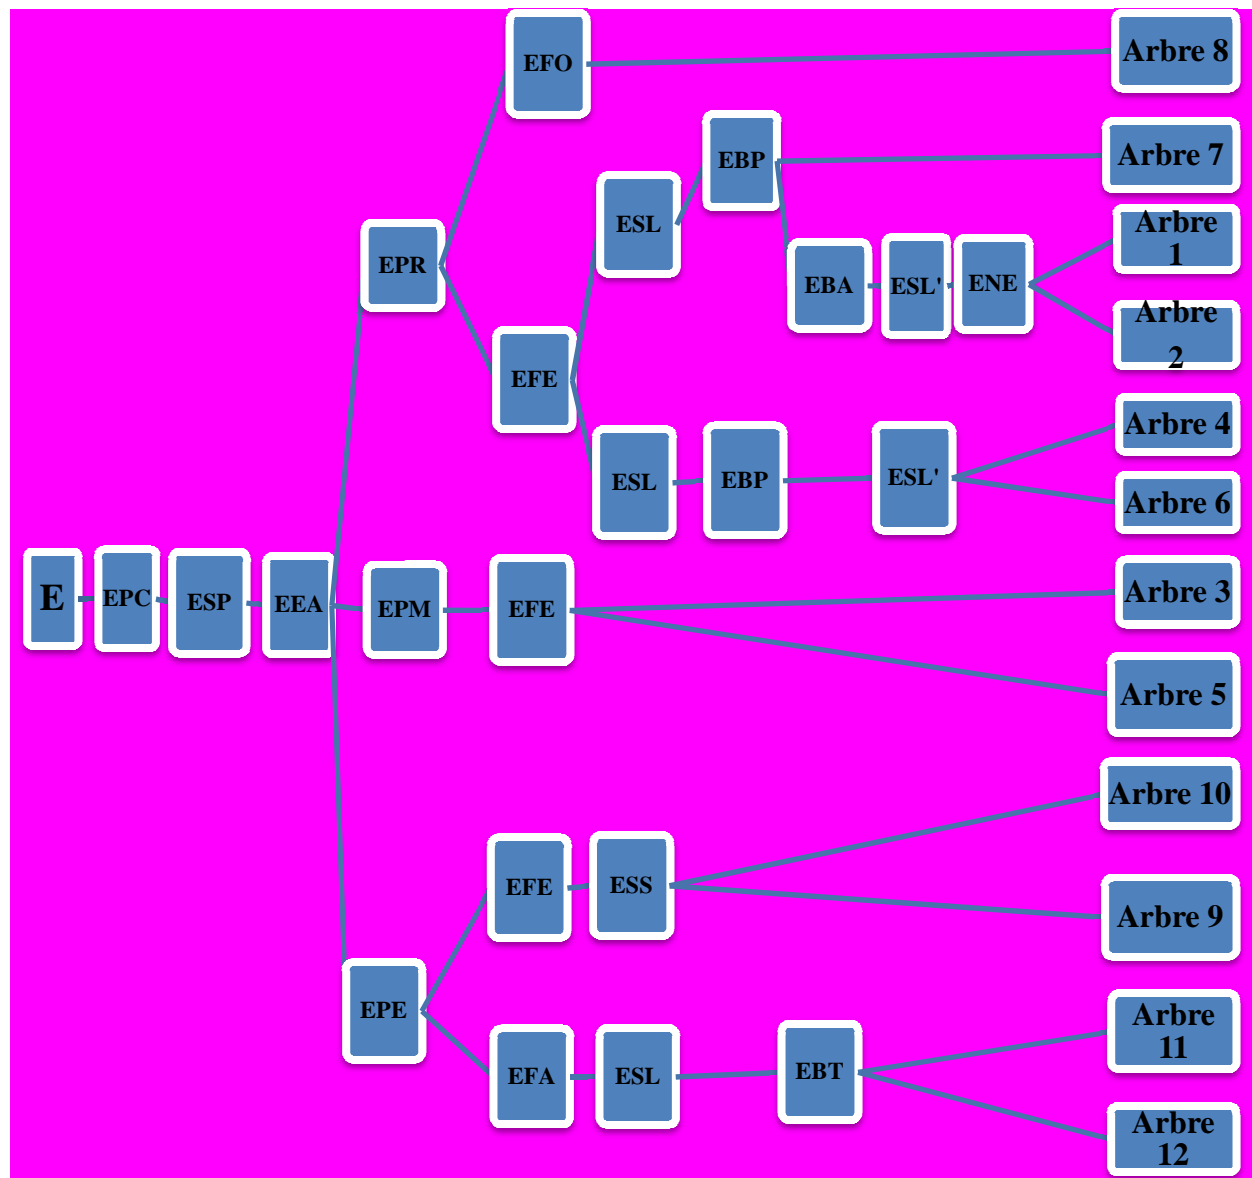 EFO
Arbre 8
EBP
Arbre 7
ESL
Arbre
1
EPR
EBA
ESL'
ENE
Arbre
2
EFE
Arbre 4
ESL
EBP
ESL'
Arbre 6
E
EPC
ESP
EEA
EPM
EFE
Arbre 3
Arbre 5
Arbre 10
EFE
ESS
Arbre 9
EPE
Arbre
11
EFA
ESL
EBT
Arbre
12